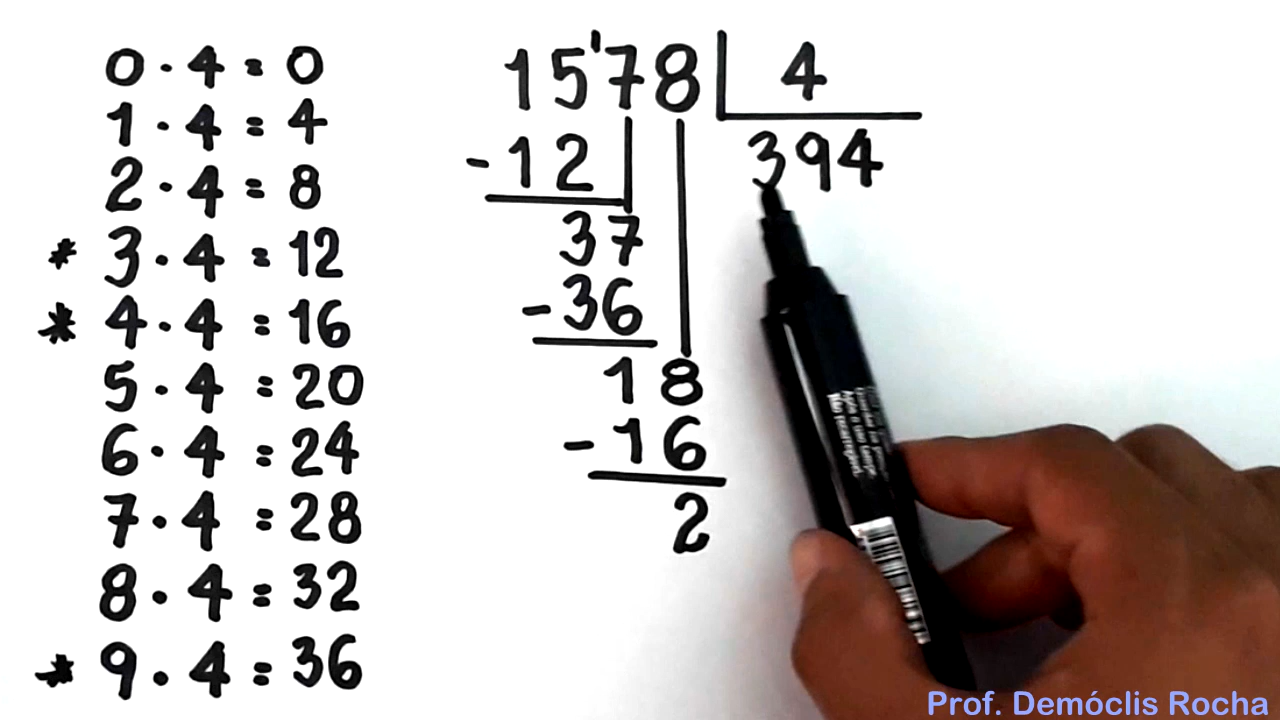 0 · 4 = 0
1 · 4 = 4
2 · 4 = 8
* 3 · 4 = 12
* 4 · 4 = 16
5 · 4 = 20
6 · 4 = 24
7 · 4 = 28
8 · 4 = 32
* 9 · 4 = 36
15'78 4
- 12 394
37
- 36
18
- 16
2
Prof. Demóclis Rocha